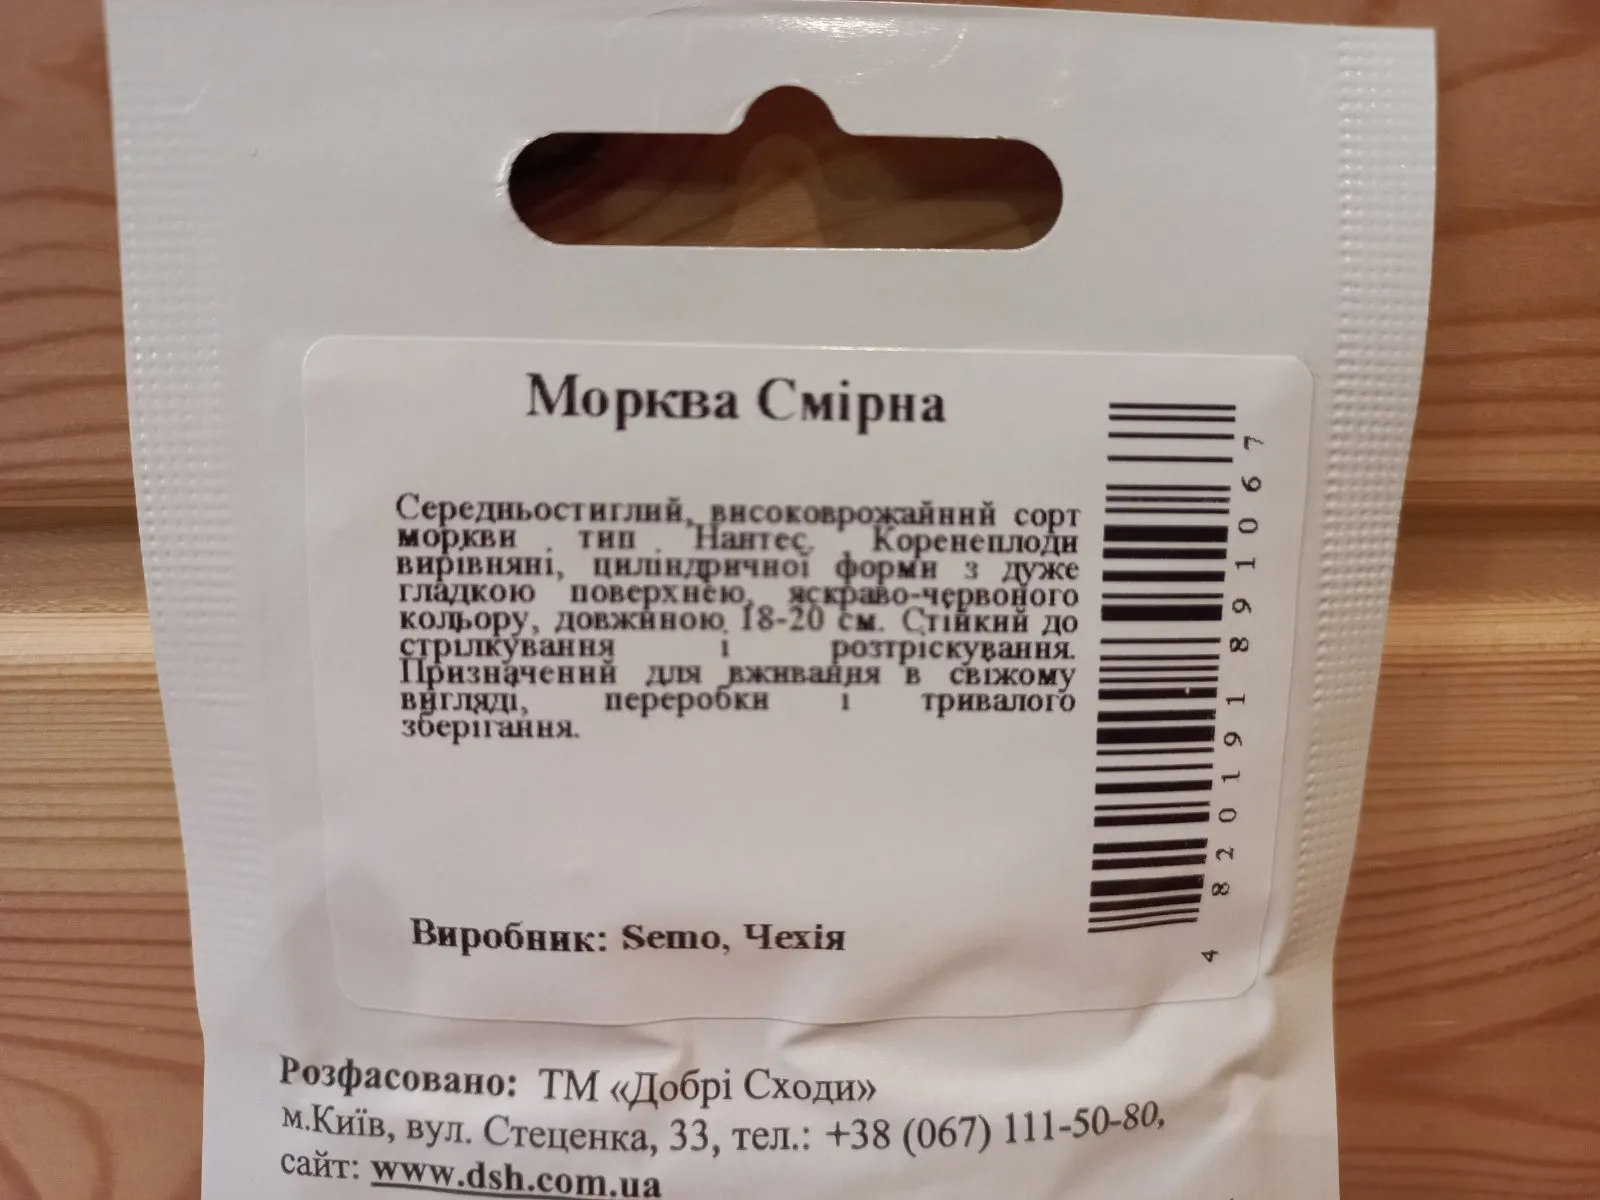 Морква Смірна
Середньостиглий, високоврожайний сорт
моркви тип Нантес. Коренеплоди
вирівняні, циліндричної форми з дуже
гладкою поверхнею, яскраво-червоного
кольору, довжиною 18-20 см. Стійкий до
стрілкування і розтріскування.
Призначений для вживання в свіжому
вигляді, переробки і тривалого
зберігання.
Виробник: Semo, Чехія
4 820191 891067
Розфасовано: ТМ «Добрі Сходи»
м.Київ, вул. Стеценка, 33, тел.: +38 (067) 111-50-80,
сайт: www.dsh.com.ua